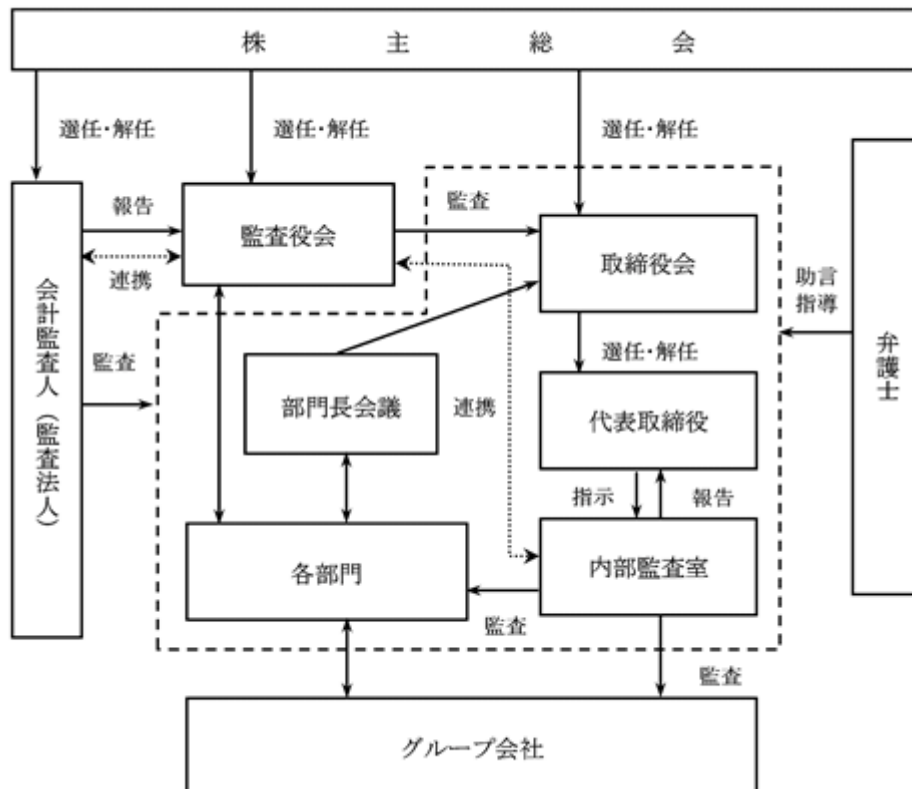 株主総会
選任・解任
選任・解任
選任・解任
報告
監査役会
監査
取締役会
連携
助言
指導
会計監査人（監査法人）
監査
弁護士
選任・解任
部門長会議
連携
代表取締役
指示
報告
各部門
内部監査室
監査
監査
グループ会社